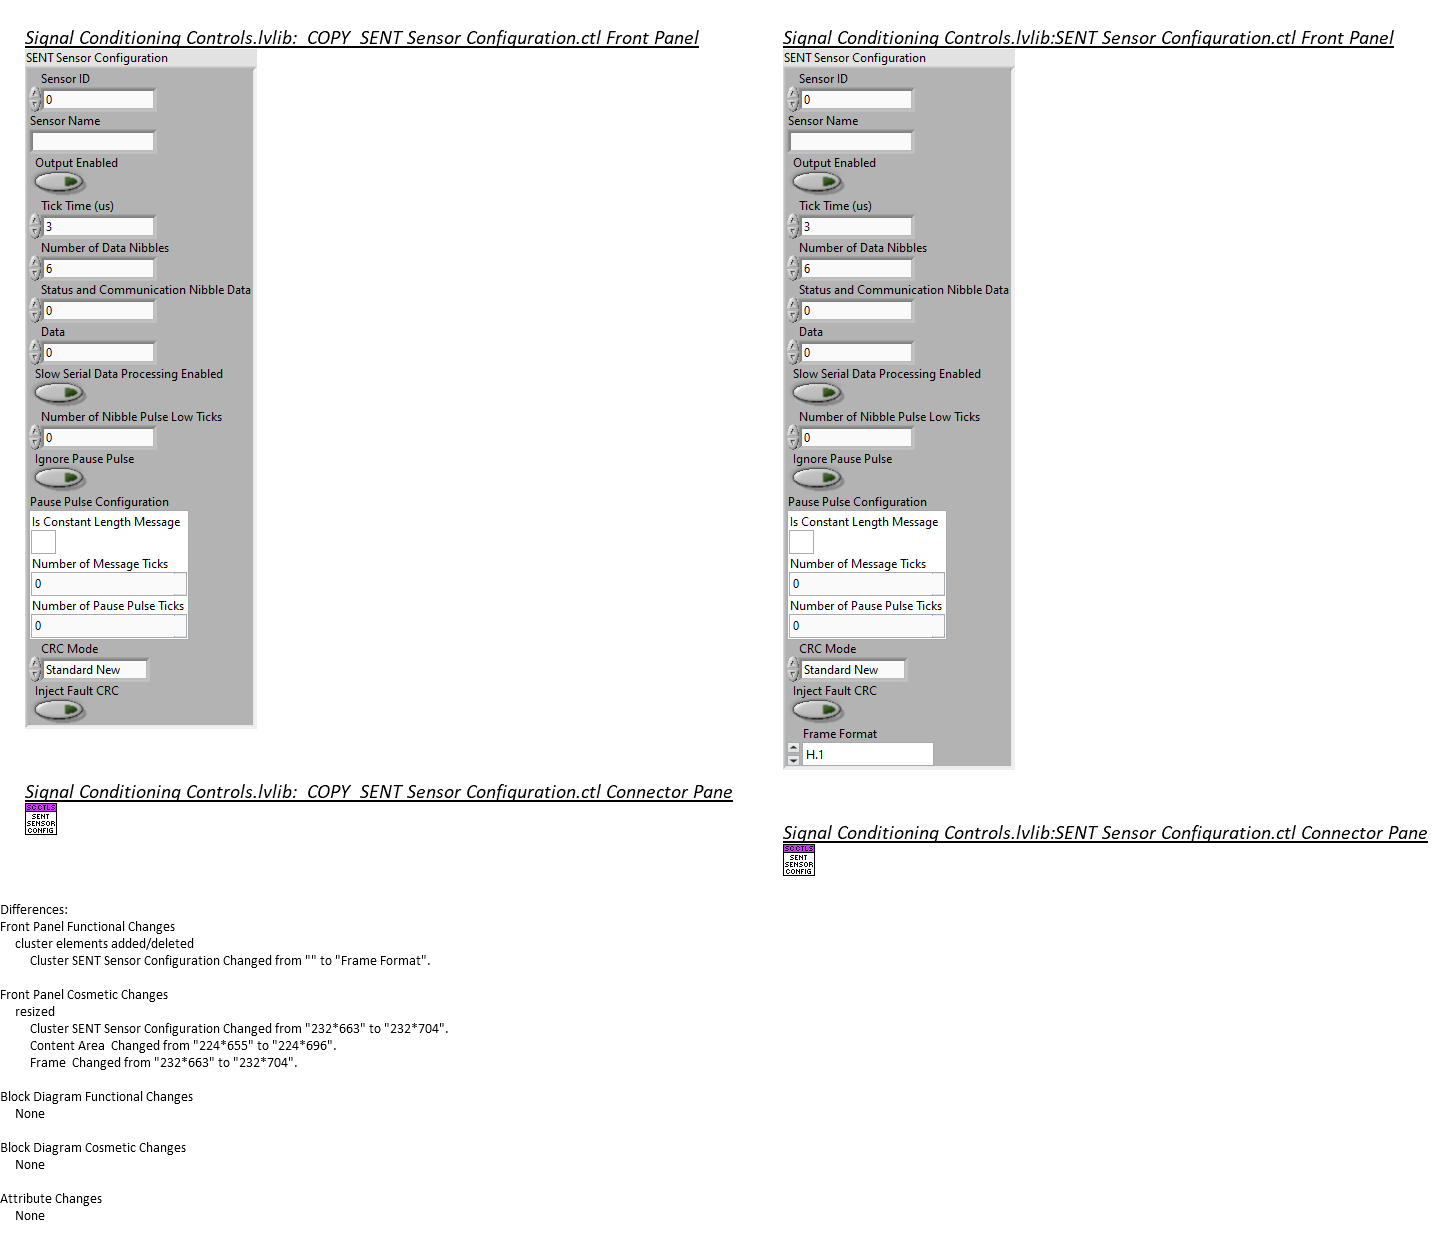 Signal Conditioning Controls.lvlib:  COPY  SENT Sensor Configuration.ctl Front Panel
SENT Sensor Configuration
Sensor ID
0
Sensor Name
Output Enabled
Tick Time (us)
3
Number of Data Nibbles
6
Status and Communication Nibble Data
0
Data
0
Slow Serial Data Processing Enabled
Number of Nibble Pulse Low Ticks
0
Ignore Pause Pulse
Pause Pulse Configuration
Is Constant Length Message
Number of Message Ticks
0
Number of Pause Pulse Ticks
0
CRC Mode
Standard New
Inject Fault CRC
Signal Conditioning Controls.lvlib:  COPY  SENT Sensor Configuration.ctl Connector Pane
SC CTLS
SENT
SENSOR
CONFIG
Signal Conditioning Controls.lvlib:SENT Sensor Configuration.ctl Front Panel
SENT Sensor Configuration
Sensor ID
0
Sensor Name
Output Enabled
Tick Time (us)
3
Number of Data Nibbles
6
Status and Communication Nibble Data
0
Data
0
Slow Serial Data Processing Enabled
Number of Nibble Pulse Low Ticks
0
Ignore Pause Pulse
Pause Pulse Configuration
Is Constant Length Message
Number of Message Ticks
0
Number of Pause Pulse Ticks
0
CRC Mode
Standard New
Inject Fault CRC
Frame Format
H.1
Signal Conditioning Controls.lvlib:SENT Sensor Configuration.ctl Connector Pane
SC CTLS
SENT
SENSOR
CONFIG
Differences:
Front Panel Functional Changes
cluster elements added/deleted
Cluster SENT Sensor Configuration Changed from "" to "Frame Format".
Front Panel Cosmetic Changes
resized
Cluster SENT Sensor Configuration Changed from "232*663" to "232*704".
Content Area  Changed from "224*655" to "224*696".
Frame  Changed from "232*663" to "232*704".
Block Diagram Functional Changes
None
Block Diagram Cosmetic Changes
None
Attribute Changes
None